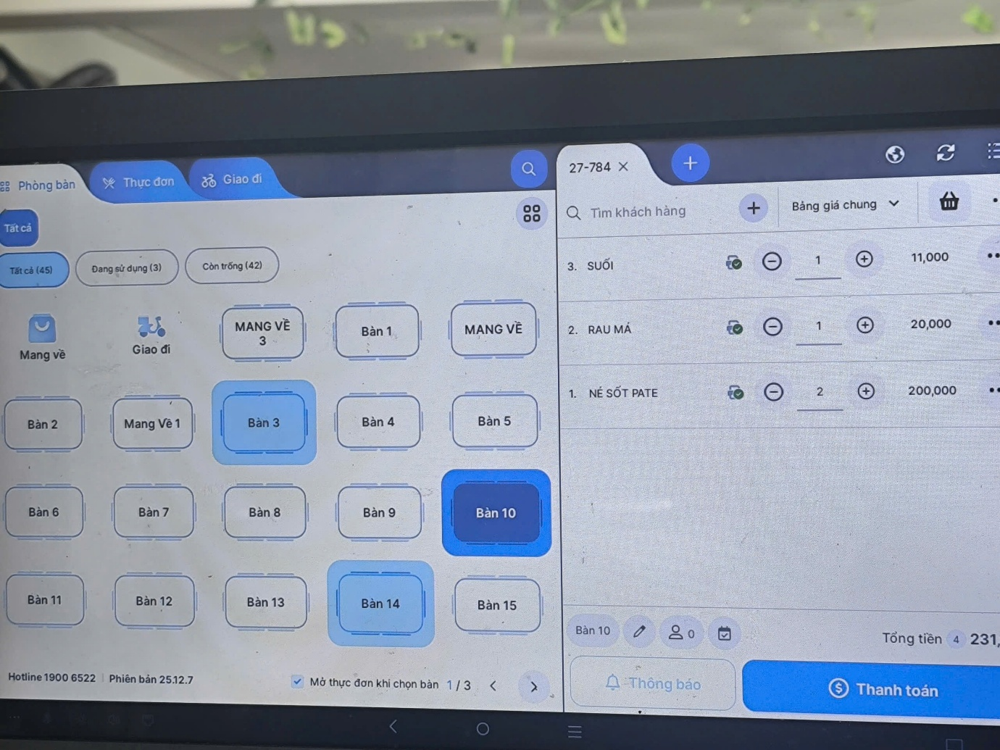 Phòng bàn
Thực đơn
Giao đi
Tất cả
Tất cả (45)
Đang sử dụng (3)
Còn trống (42)
Mang về
Giao đi
MANG VỀ
3
Bàn 1
MANG VỀ
Bàn 2
Mang Về 1
Bàn 3
Bàn 4
Bàn 5
Bàn 6
Bàn 7
Bàn 8
Bàn 9
Bàn 10
Bàn 11
Bàn 12
Bàn 13
Bàn 14
Bàn 15
Hotline 1900 6522 | Phiên bản 25.12.7
Mở thực đơn khi chọn bàn 1 / 3
27-784
Tìm khách hàng
Bảng giá chung
3. SUỐI 1 11,000
2. RAU MÁ 1 20,000
1. NÉ SỐT PATE 2 200,000
Bàn 10
0
Tổng tiền 4 231,
Thông báo
Thanh toán